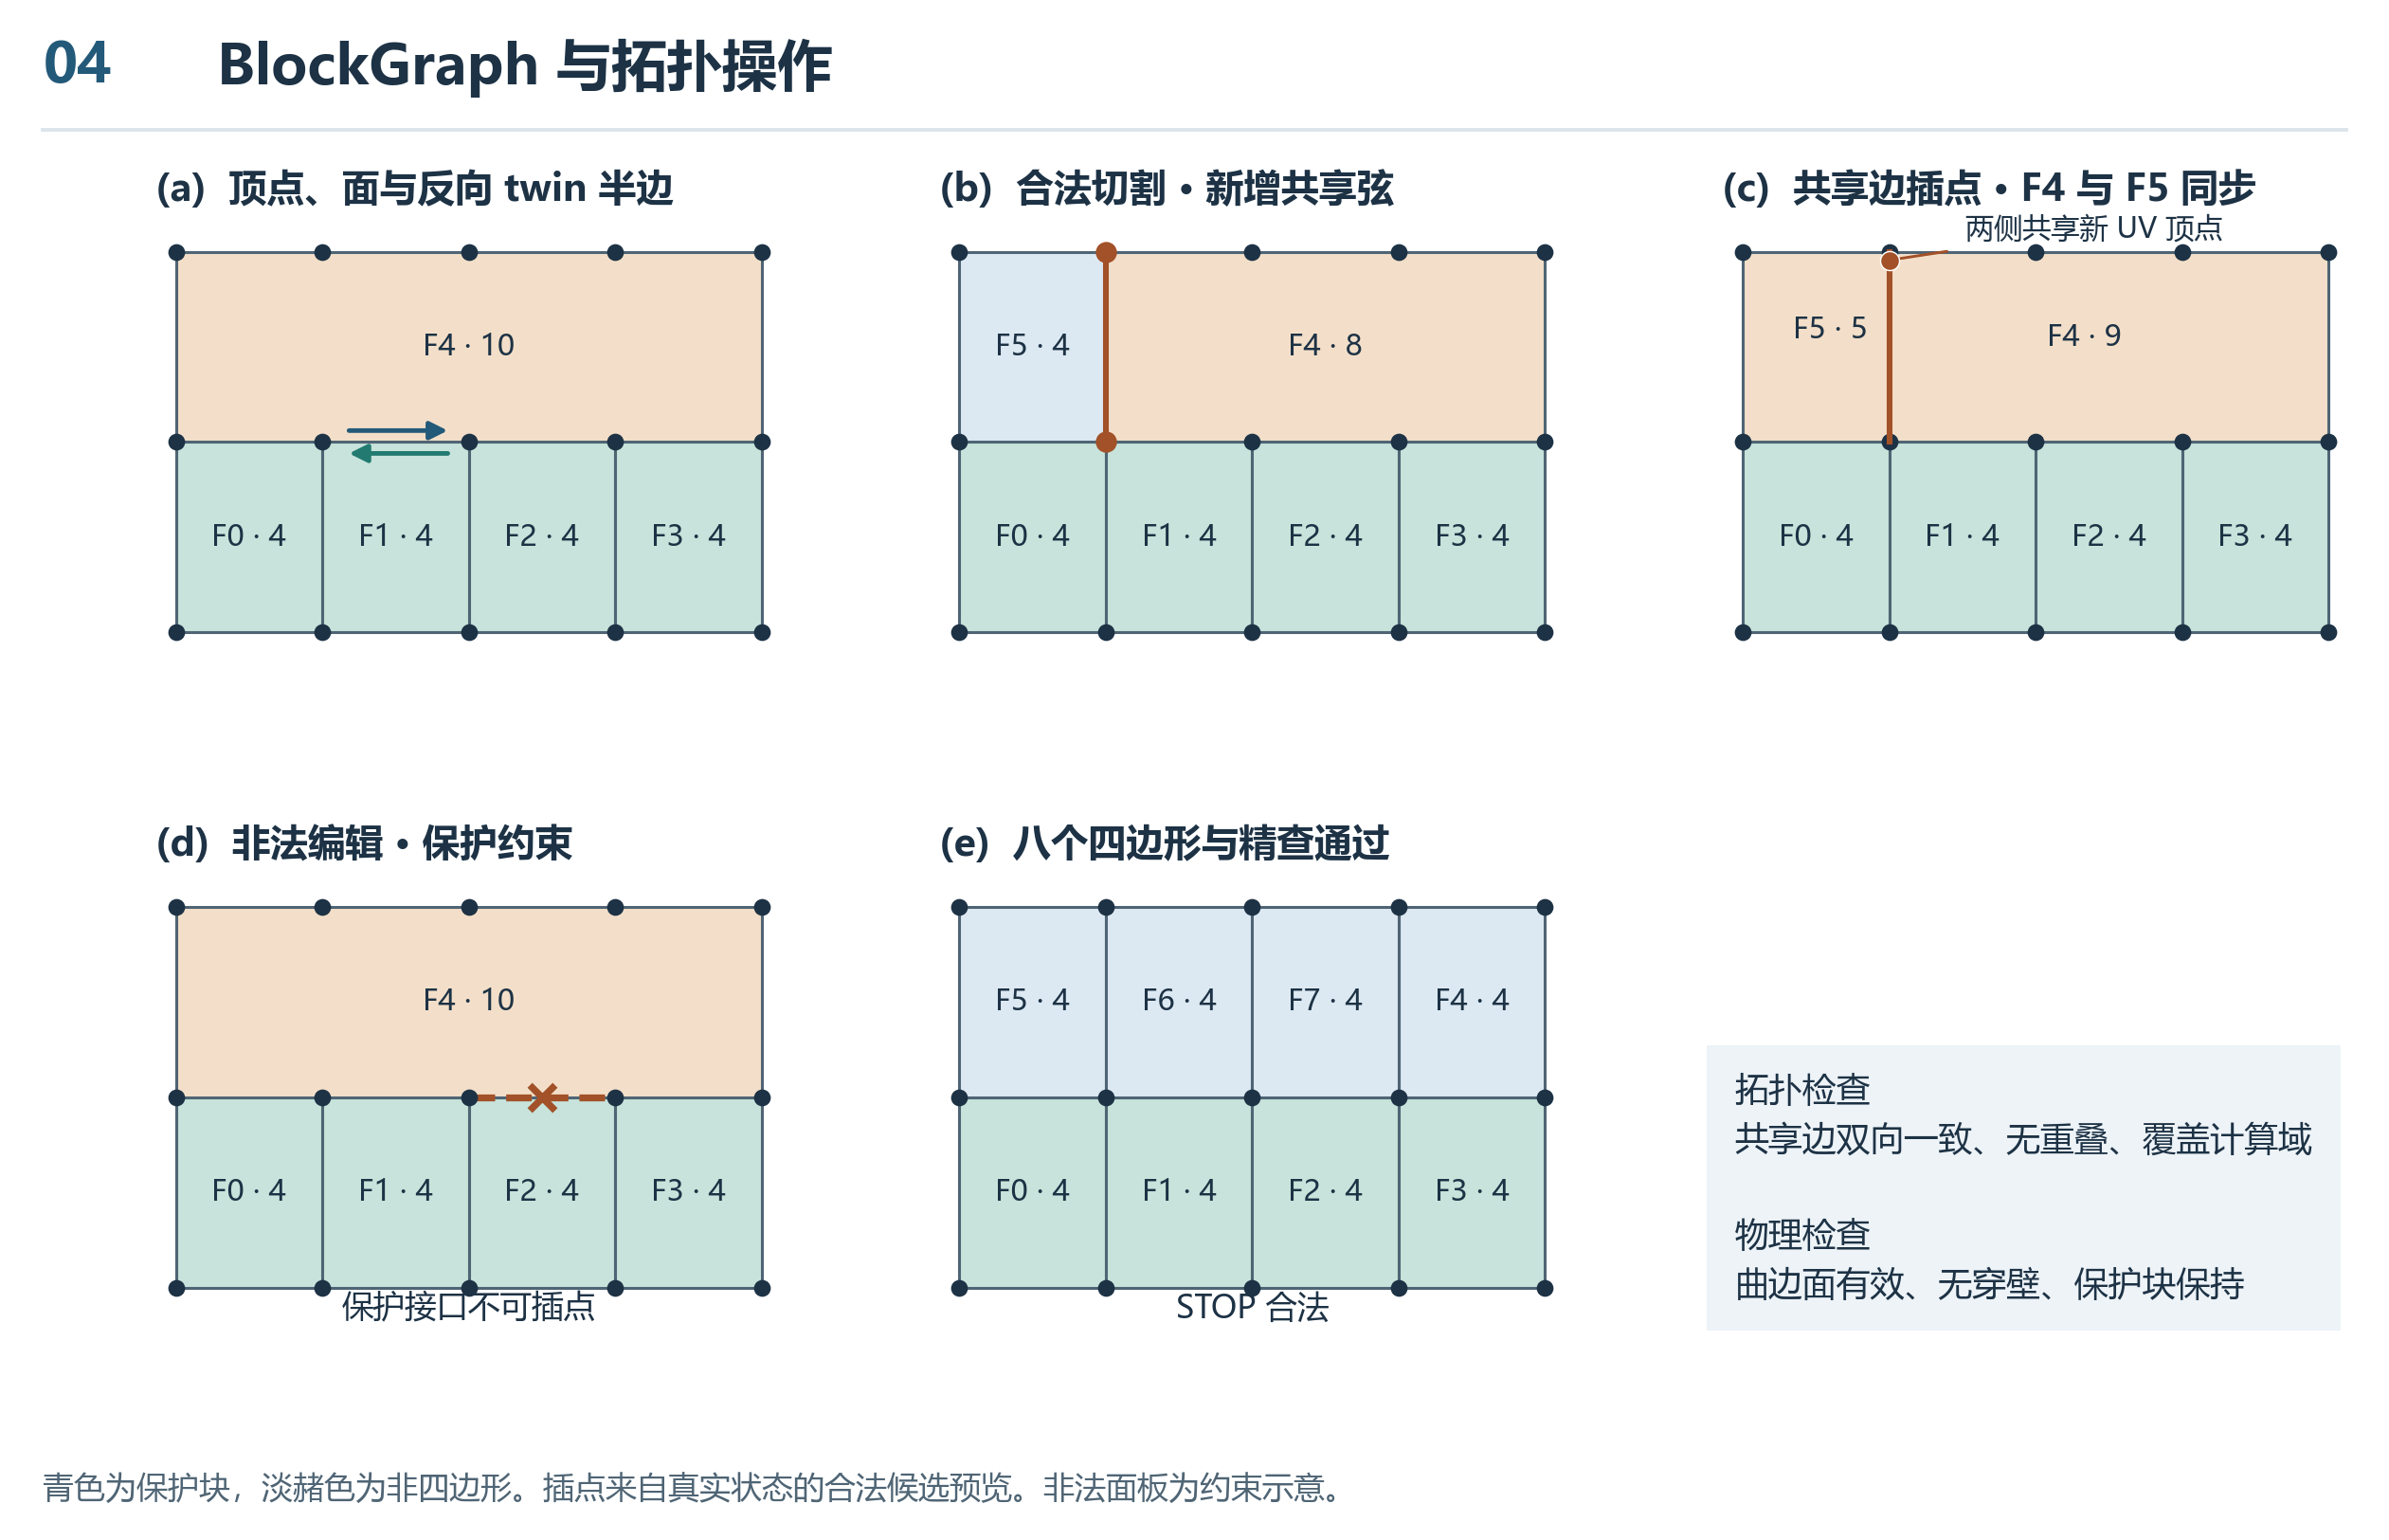 04 BlockGraph 与拓扑操作
(a) 顶点、面与反向 twin 半边
F4 · 10
F0 · 4 F1 · 4 F2 · 4 F3 · 4
(b) 合法切割 • 新增共享弦
F5 · 4 F4 · 8
F0 · 4 F1 · 4 F2 · 4 F3 · 4
(c) 共享边插点 • F4 与 F5 同步
两侧共享新 UV 顶点
F5 · 5 F4 · 9
F0 · 4 F1 · 4 F2 · 4 F3 · 4
(d) 非法编辑 • 保护约束
F4 · 10
F0 · 4 F1 · 4 F2 · 4 F3 · 4
保护接口不可插点
(e) 八个四边形与精查通过
F5 · 4 F6 · 4 F7 · 4 F4 · 4
F0 · 4 F1 · 4 F2 · 4 F3 · 4
STOP 合法
拓扑检查
共享边双向一致、无重叠、覆盖计算域
物理检查
曲边面有效、无穿壁、保护块保持
青色为保护块，淡赭色为非四边形。插点来自真实状态的合法候选预览。非法面板为约束示意。